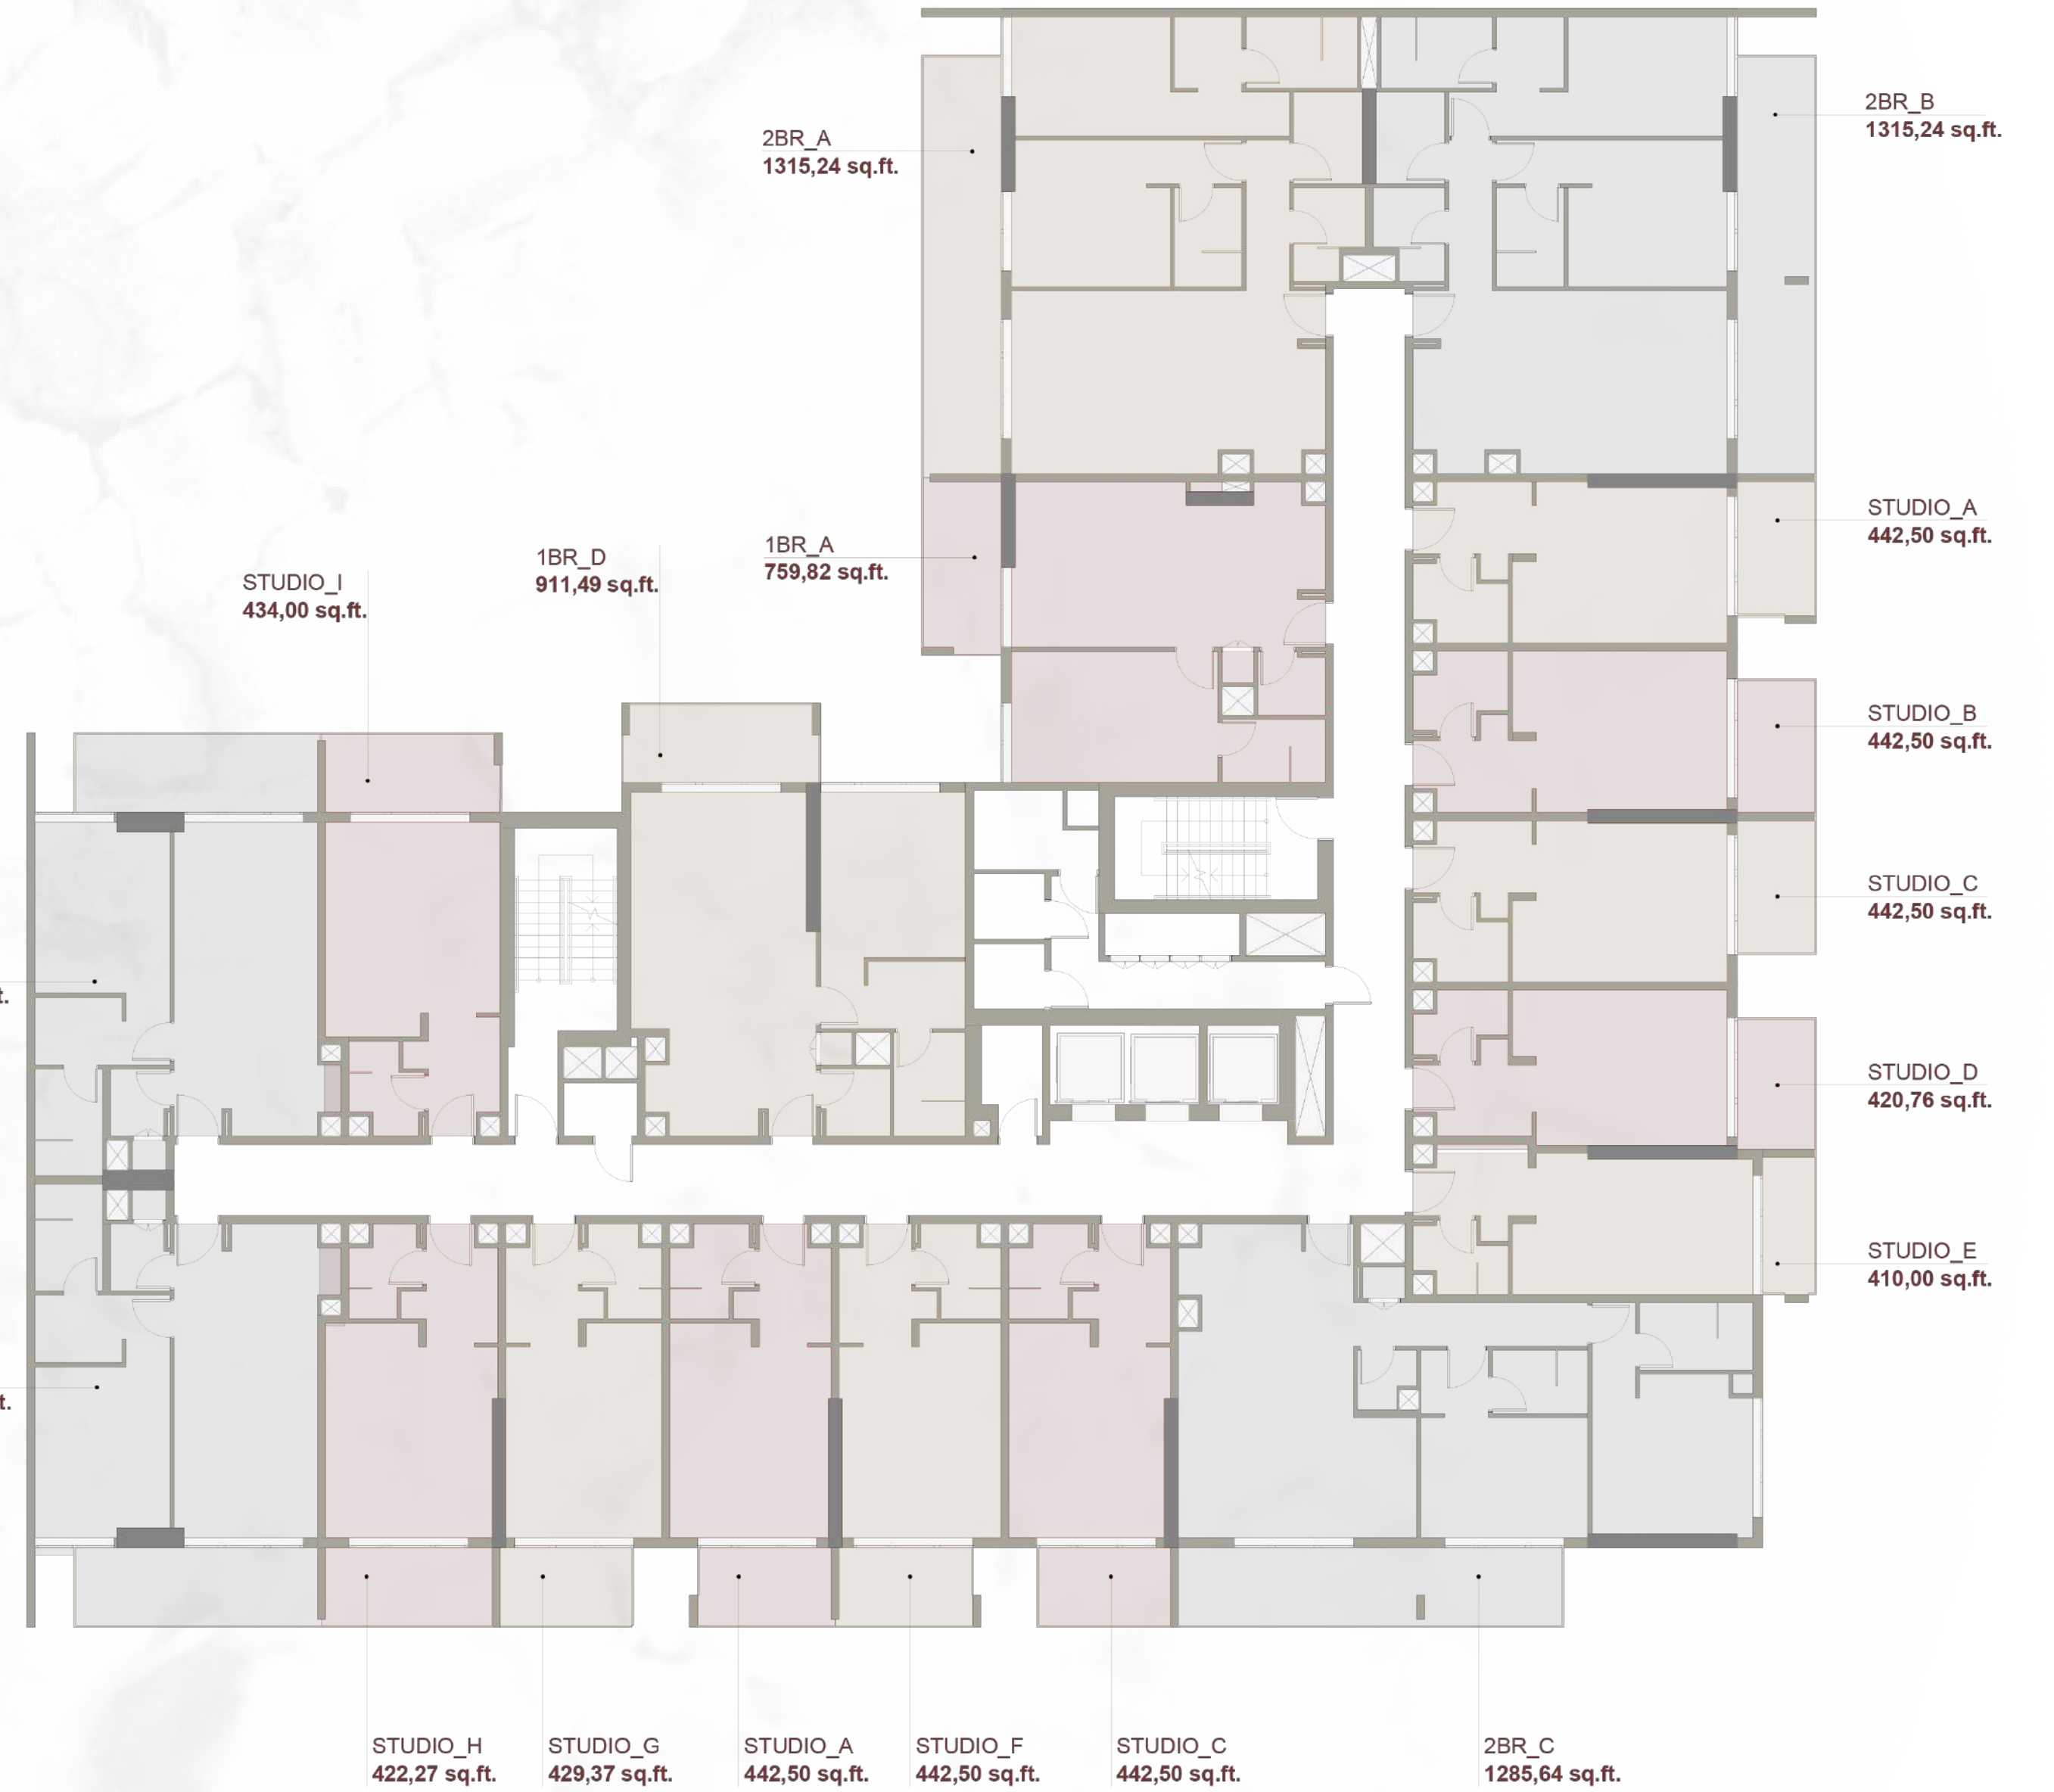 2BR_B
1315,24 sq.ft.
2BR_A
1315,24 sq.ft.
STUDIO_A
442,50 sq.ft.
1BR_A
759,82 sq.ft.
1BR_D
911,49 sq.ft.
STUDIO_I
434,00 sq.ft.
STUDIO_B
442,50 sq.ft.
STUDIO_C
442,50 sq.ft.
t.
STUDIO_D
420,76 sq.ft.
STUDIO_E
410,00 sq.ft.
t.
STUDIO_H
422,27 sq.ft.
STUDIO_G
429,37 sq.ft.
STUDIO_A
442,50 sq.ft.
STUDIO_F
442,50 sq.ft.
STUDIO_C
442,50 sq.ft.
2BR_C
1285,64 sq.ft.